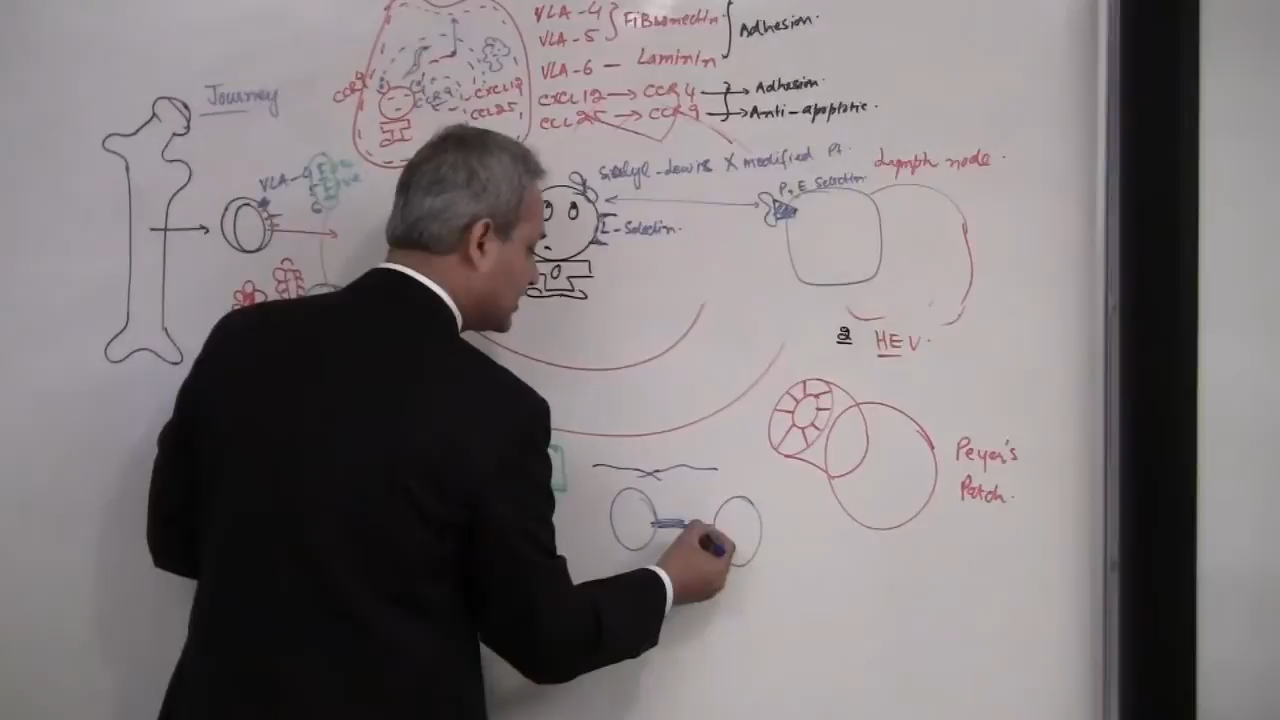 VLA-4
VLA-5 } Fibronectin } Adhesion.
VLA-6 — Laminin
CXCL12 → CCR4 → Adhesion
CCL25 → CCR9 → Anti-apoptotic.
CCR9
CXCL12
CCL25
Journey
VLA-4
Sialyl-Lewis X modified Pt.
Lymph node.
P, E Selectin
L-Selectin.
2 HEV.
Peyer's
Patch.